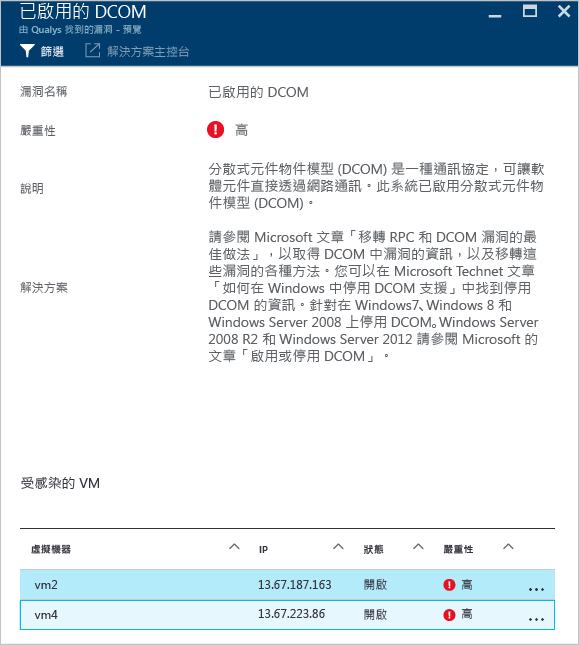 已啟用的 DCOM
由 Qualys 找到的漏洞 - 預覽
篩選 解決方案主控台
漏洞名稱 已啟用的 DCOM
嚴重性 高
說明
分散式元件物件模型 (DCOM) 是一種通訊協定，可讓軟
體元件直接透過網路通訊。此系統已啟用分散式元件物
件模型 (DCOM)。
解決方案
請參閱 Microsoft 文章「移轉 RPC 和 DCOM 漏洞的最
佳做法」，以取得 DCOM 中漏洞的資訊，以及移轉這
些漏洞的各種方法。您可以在 Microsoft Technet 文章
「如何在 Windows 中停用 DCOM 支援」中找到停用
DCOM 的資訊。針對在 Windows7、Windows 8 和
Windows Server 2008 上停用 DCOM。Windows Server
2008 R2 和 Windows Server 2012 請參閱 Microsoft 的
文章「啟用或停用 DCOM」。
受感染的 VM
虛擬機器 IP 狀態 嚴重性
vm2 13.67.187.163 開啟 高 ...
vm4 13.67.223.86 開啟 高 ...